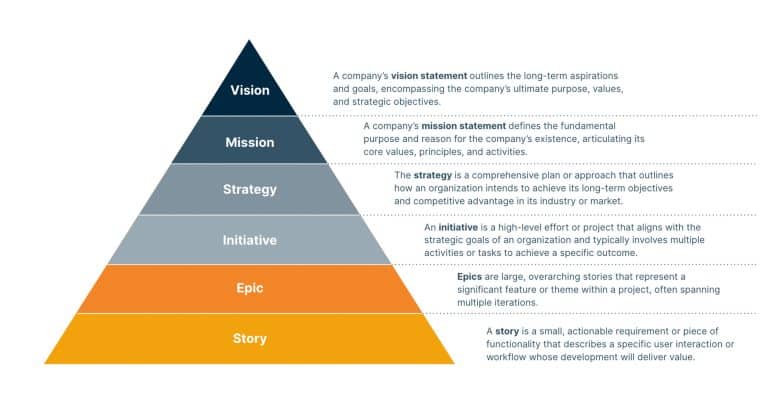 Vision
A company's vision statement outlines the long-term aspirations
and goals, encompassing the company's ultimate purpose, values,
and strategic objectives.
Mission
A company's mission statement defines the fundamental
purpose and reason for the company's existence, articulating its
core values, principles, and activities.
Strategy
The strategy is a comprehensive plan or approach that outlines
how an organization intends to achieve its long-term objectives
and competitive advantage in its industry or market.
Initiative
An initiative is a high-level effort or project that aligns with the
strategic goals of an organization and typically involves multiple
activities or tasks to achieve a specific outcome.
Epic
Epics are large, overarching stories that represent a
significant feature or theme within a project, often spanning
multiple iterations.
Story
A story is a small, actionable requirement or piece of
functionality that describes a specific user interaction or
workflow whose development will deliver value.